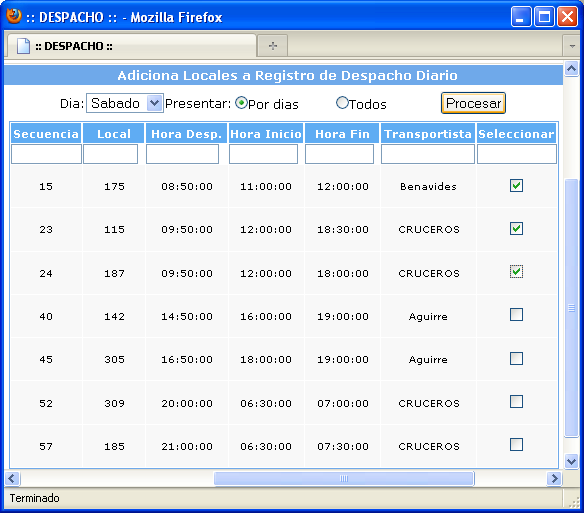 :: DESPACHO :: - Mozilla Firefox
:: DESPACHO ::
Adiciona Locales a Registro de Despacho Diario
Dia: Sabado Presentar: Por dias Todos Procesar
Secuencia Local Hora Desp. Hora Inicio Hora Fin Transportista Seleccionar
15 175 08:50:00 11:00:00 12:00:00 Benavides
23 115 09:50:00 12:00:00 18:30:00 CRUCEROS
24 187 09:50:00 12:00:00 18:00:00 CRUCEROS
40 142 14:50:00 16:00:00 19:00:00 Aguirre
45 305 16:50:00 18:00:00 19:00:00 Aguirre
52 309 20:00:00 06:30:00 07:00:00 CRUCEROS
57 185 21:00:00 06:30:00 07:30:00 CRUCEROS
Terminado